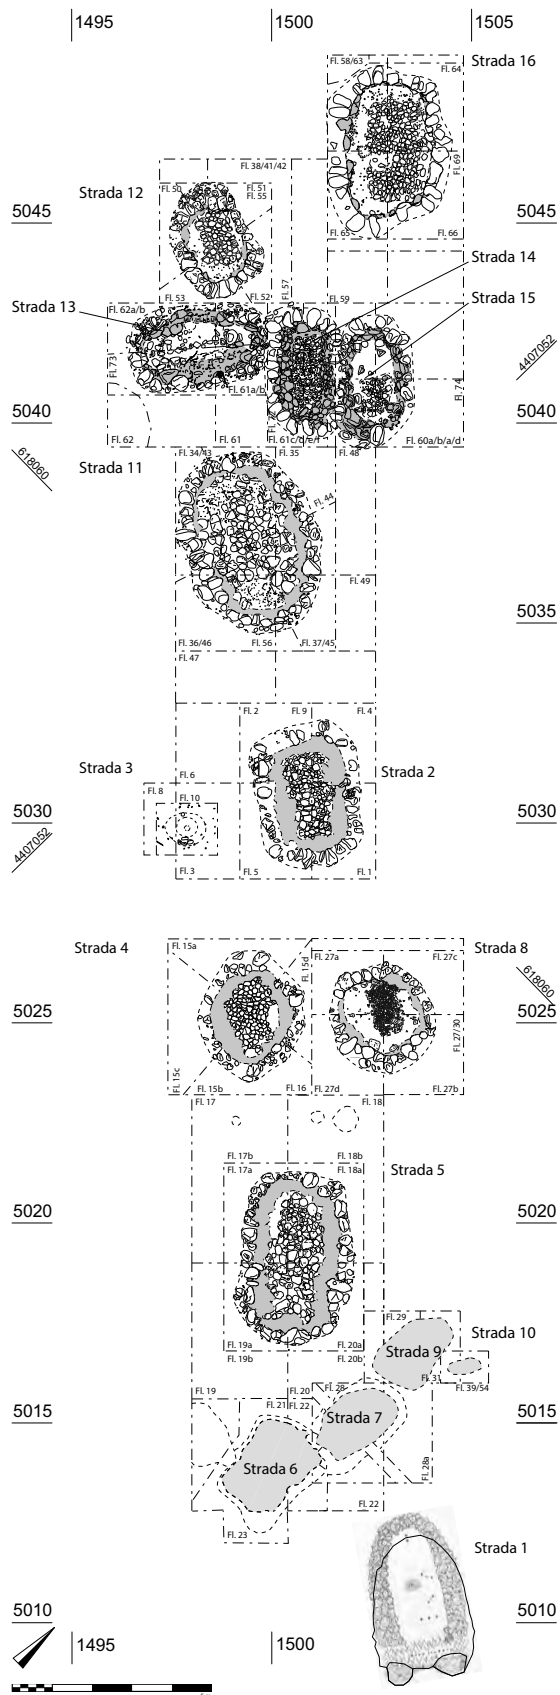 1495
1500
1505
Strada 16
Fl. 58/63
Fl. 64
Fl. 69
Fl. 38/41/42
Strada 12
Fl. 50
Fl. 51
Fl. 55
5045
5045
Fl. 65
Fl. 66
Strada 14
Fl. 57
Strada 15
Strada 13
Fl. 62a/b
Fl. 53
Fl. 52
Fl. 59
4407052
Fl. 73
Fl. 74
Fl. 61a/b
5040
5040
Fl. 62
Fl. 61
Fl. 61c/d/e/f
Fl. 60a/b/a/d
618060
Strada 11
Fl. 34/43
Fl. 35
Fl. 48
Fl. 44
Fl. 49
5035
Fl. 36/46
Fl. 56
Fl. 37/45
Fl. 47
Fl. 2
Fl. 9
Fl. 4
Strada 3
Strada 2
Fl. 6
Fl. 8
Fl. 10
5030
5030
4407052
Fl. 3
Fl. 5
Fl. 1
Strada 4
Fl. 15a
Fl. 15d
Fl. 27a
Fl. 27c
Strada 8
618060
5025
5025
Fl. 27/30
Fl. 15c
Fl. 15b
Fl. 16
Fl. 27d
Fl. 27b
Fl. 17
Fl. 18
Fl. 17b
Fl. 18b
Fl. 17a
Fl. 18a
Strada 5
5020
5020
Fl. 29
Strada 10
Fl. 19a
Fl. 20a
Strada 9
Fl. 19b
Fl. 20b
Fl. 31
Fl. 39/54
Fl. 19
Fl. 20
Fl. 28
Fl. 21
Fl. 22
5015
5015
Strada 7
Strada 6
Fl. 28a
Fl. 22
Fl. 23
Strada 1
5010
5010
1495
1500